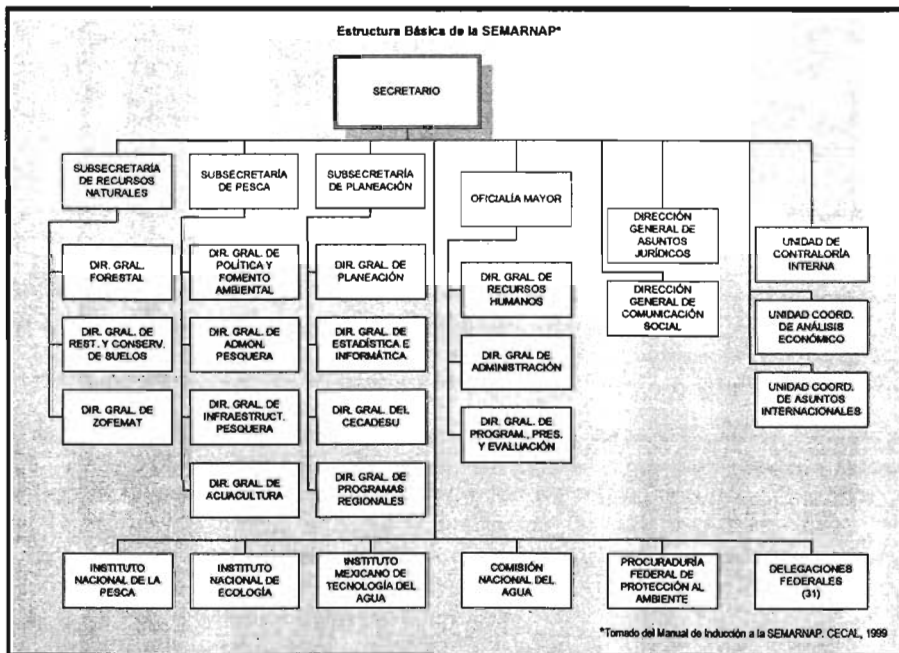 Estructura Básica de la SEMARNAP*
SECRETARIO
SUBSECRETARÍA
DE RECURSOS
NATURALES
DIR. GRAL.
FORESTAL
DIR. GRAL. DE
REST. Y CONSERV.
DE SUELOS
DIR. GRAL. DE
ZOFEMAT
SUBSECRETARÍA
DE PESCA
DIR. GRAL. DE
POLÍTICA Y
FOMENTO
AMBIENTAL
DIR. GRAL. DE
ADMON.
PESQUERA
DIR. GRAL. DE
INFRAESTRUCT.
PESQUERA
DIR. GRAL. DE
ACUACULTURA
SUBSECRETARÍA
DE PLANEACIÓN
DIR. GRAL. DE
PLANEACIÓN
DIR. GRAL. DE
ESTADÍSTICA E
INFORMÁTICA
DIR. GRAL. DEL
CECADESU
DIR. GRAL. DE
PROGRAMAS
REGIONALES
OFICIALÍA MAYOR
DIR. GRAL. DE
RECURSOS
HUMANOS
DIR. GRAL. DE
ADMINISTRACIÓN
DIR. GRAL. DE
PROGRAM., PRES.
Y EVALUACIÓN
DIRECCIÓN
GENERAL DE
ASUNTOS
JURÍDICOS
DIRECCIÓN
GENERAL DE
COMUNICACIÓN
SOCIAL
UNIDAD DE
CONTRALORÍA
INTERNA
UNIDAD COORD.
DE ANÁLISIS
ECONÓMICO
UNIDAD COORD.
DE ASUNTOS
INTERNACIONALES
INSTITUTO
NACIONAL DE LA
PESCA
INSTITUTO
NACIONAL DE
ECOLOGÍA
INSTITUTO
MEXICANO DE
TECNOLOGÍA DEL
AGUA
COMISIÓN
NACIONAL DEL
AGUA
PROCURADURÍA
FEDERAL DE
PROTECCIÓN AL
AMBIENTE
DELEGACIONES
FEDERALES
(31)
*Tomado del Manual de Inducción a la SEMARNAP. CECAL, 1999